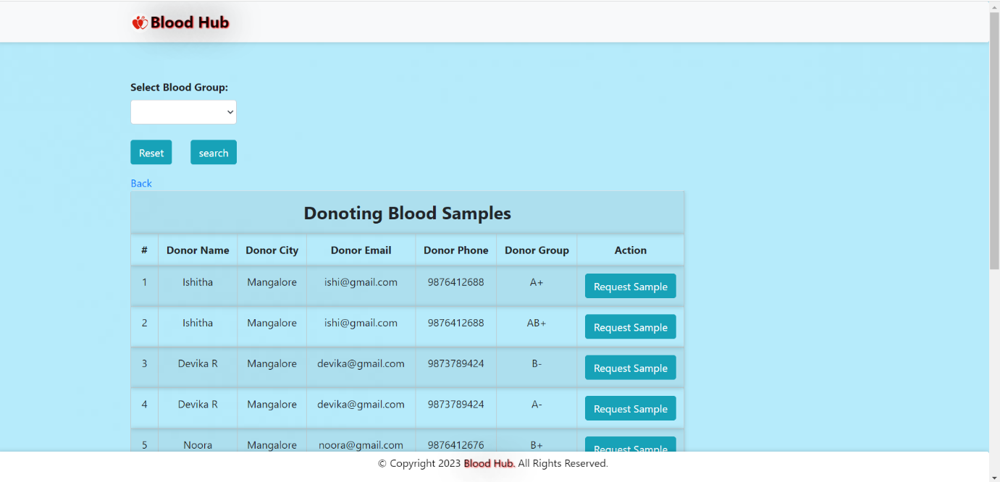 Blood Hub
Select Blood Group:
Reset search
Back
Donoting Blood Samples
# Donor Name Donor City Donor Email Donor Phone Donor Group Action
1 Ishitha Mangalore ishi@gmail.com 9876412688 A+ Request Sample
2 Ishitha Mangalore ishi@gmail.com 9876412688 AB+ Request Sample
3 Devika R Mangalore devika@gmail.com 9873789424 B- Request Sample
4 Devika R Mangalore devika@gmail.com 9873789424 A- Request Sample
5 Noora Mangalore noora@gmail.com 9876412676 B+ Request Sample
© Copyright 2023 Blood Hub. All Rights Reserved.